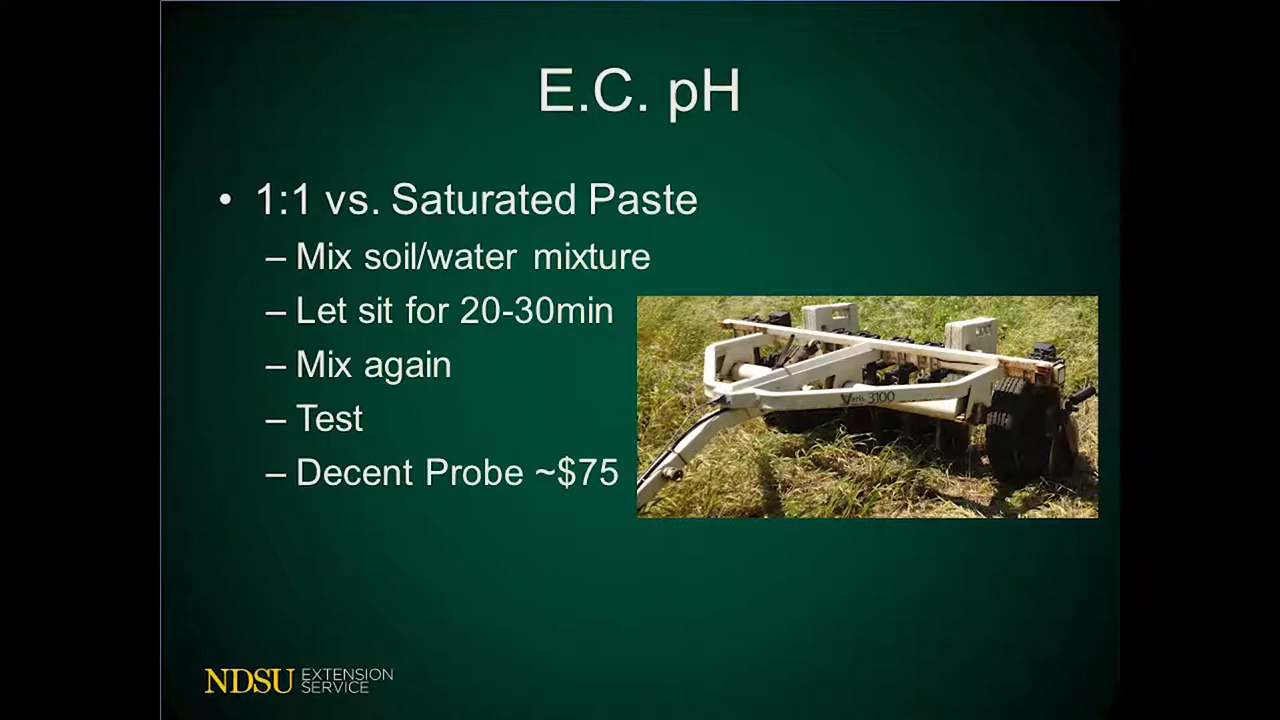 E.C. pH
• 1:1 vs. Saturated Paste
– Mix soil/water mixture
– Let sit for 20-30min
– Mix again
– Test
– Decent Probe ~$75
Veris 3100
NDSU EXTENSION
SERVICE